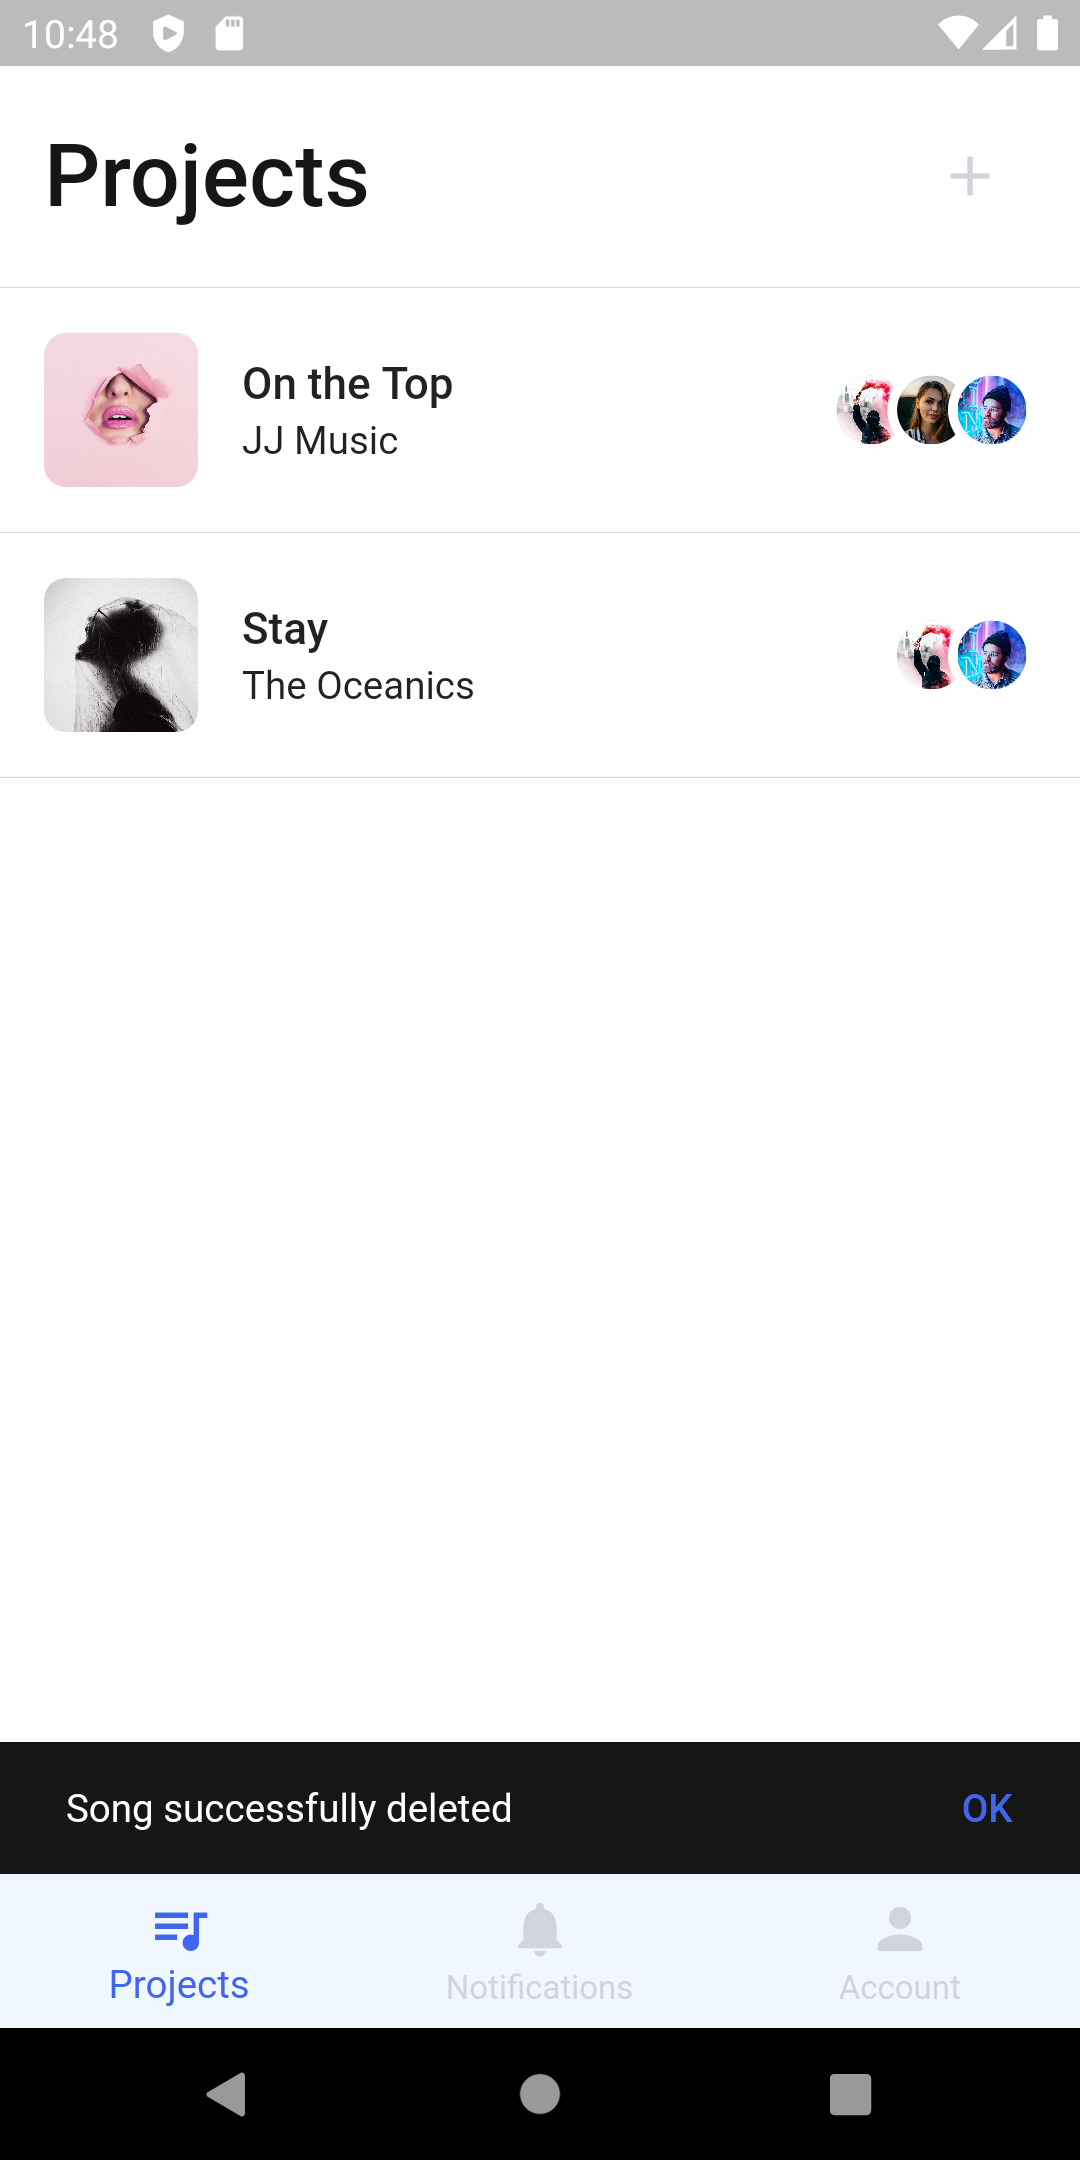 10:48
Projects
On the Top
JJ Music
Stay
The Oceanics
Song successfully deleted
OK
Projects
Notifications
Account